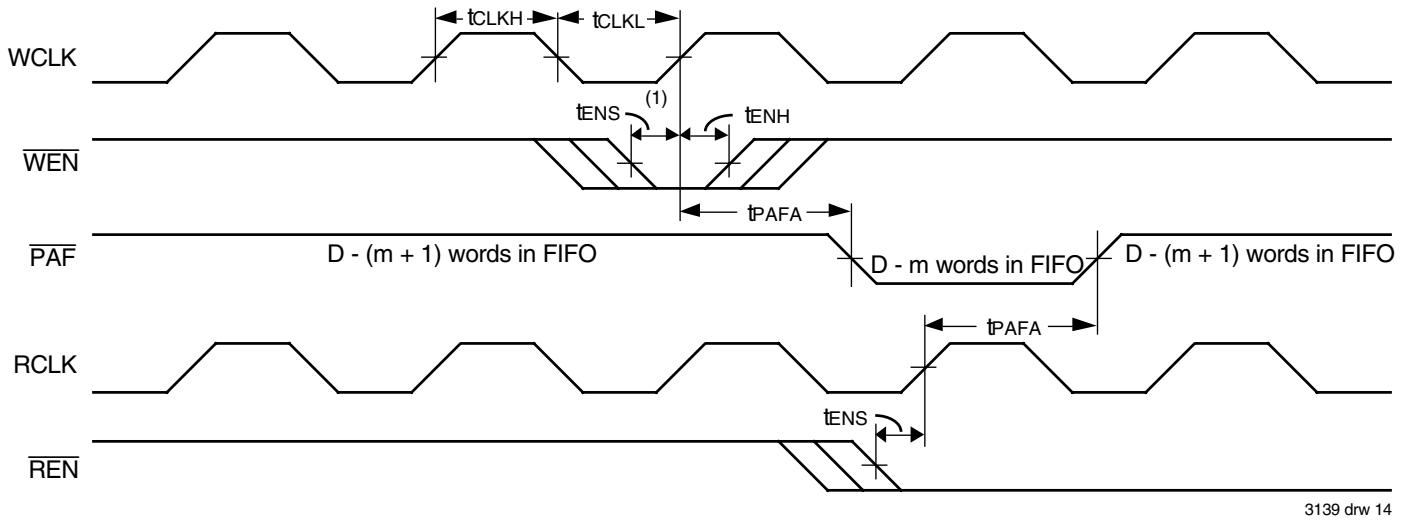 tCLKH tCLKL
WCLK
(1)
tENS tENH
WEN
tPAFA
PAF
D - (m + 1) words in FIFO D - m words in FIFO D - (m + 1) words in FIFO
tPAFA
RCLK
tENS
REN
3139 drw 14